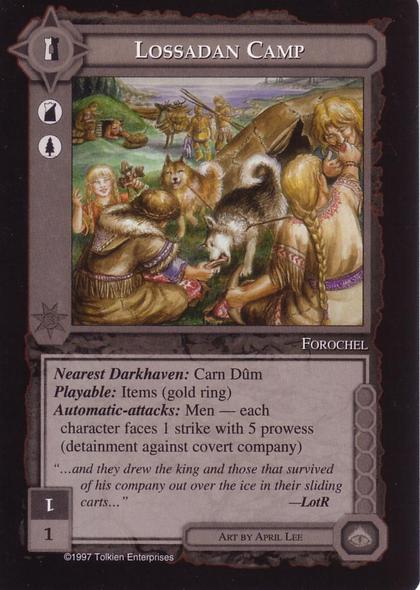 LOSSADAN CAMP
FOROCHEL
Nearest Darkhaven: Carn Dûm
Playable: Items (gold ring)
Automatic-attacks: Men — each
character faces 1 strike with 5 prowess
(detainment against covert company)
“...and they drew the king and those that survived
of his company out over the ice in their sliding
carts...” —LotR
1
1
ART BY APRIL LEE
©1997 Tolkien Enterprises